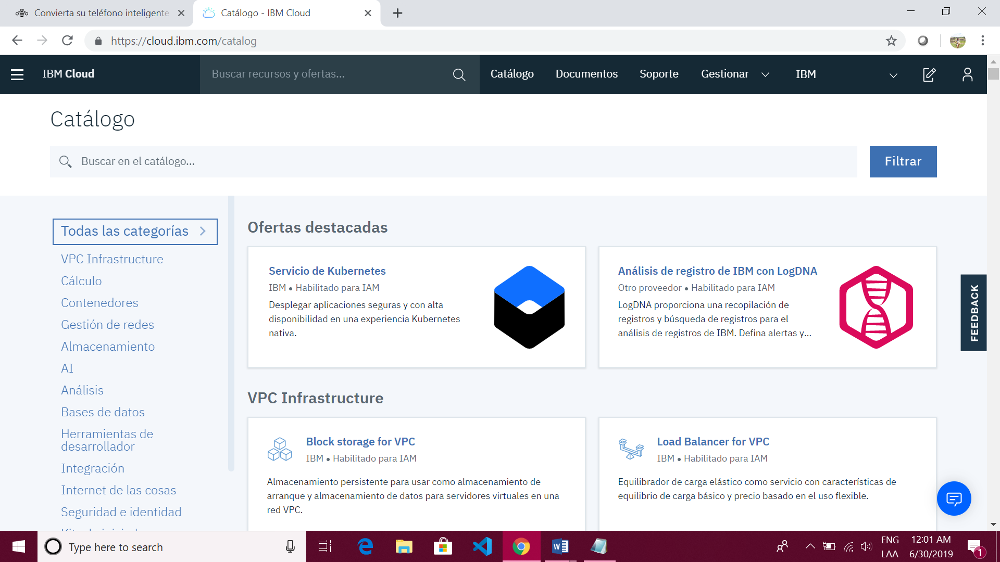 Convierta su teléfono inteligente
Catálogo - IBM Cloud
https://cloud.ibm.com/catalog
IBM Cloud
Buscar recursos y ofertas...
Catálogo
Documentos
Soporte
Gestionar
IBM
Catálogo
Buscar en el catálogo...
Filtrar
Todas las categorías
VPC Infrastructure
Cálculo
Contenedores
Gestión de redes
Almacenamiento
AI
Análisis
Bases de datos
Herramientas de
desarrollador
Integración
Internet de las cosas
Seguridad e identidad
Ofertas destacadas
Servicio de Kubernetes
IBM • Habilitado para IAM
Desplegar aplicaciones seguras y con alta
disponibilidad en una experiencia Kubernetes
nativa.
Análisis de registro de IBM con LogDNA
Otro proveedor • Habilitado para IAM
LogDNA proporciona una recopilación de
registros y búsqueda de registros para el
análisis de registros de IBM. Defina alertas y...
VPC Infrastructure
Block storage for VPC
IBM • Habilitado para IAM
Almacenamiento persistente para usar como almacenamiento de
arranque y almacenamiento de datos para servidores virtuales en una
red VPC.
Load Balancer for VPC
IBM • Habilitado para IAM
Equilibrador de carga elástico como servicio con características de
equilibrio de carga básico y precio basado en el uso flexible.
FEEDBACK
Type here to search
ENG
LAA
12:01 AM
6/30/2019
1